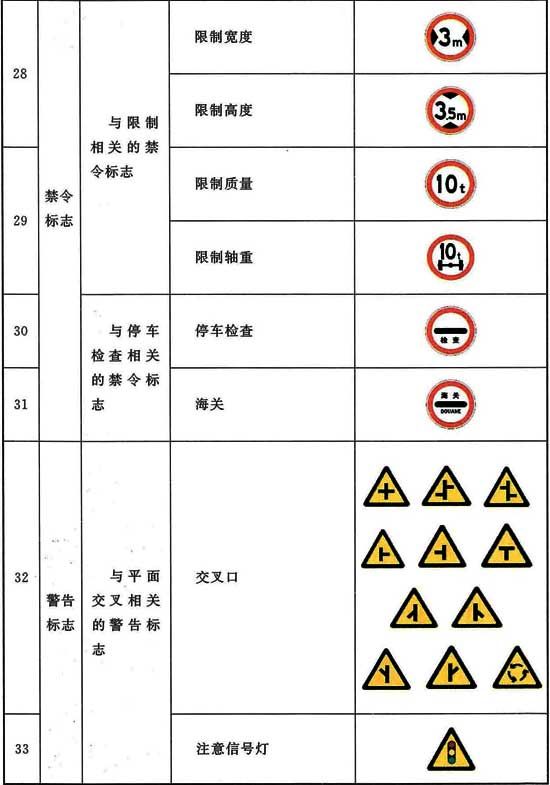 28
禁令
标志
与限制
相关的禁
令标志
限制宽度
3m
限制高度
3.5m
29
限制质量
10t
限制轴重
10t
30
与停车
检查相关
的禁令标
志
停车检查
检查
31
海关
海关
DOUANE
32
警告
标志
与平面
交叉相关
的警告标
志
交叉口
33
注意信号灯